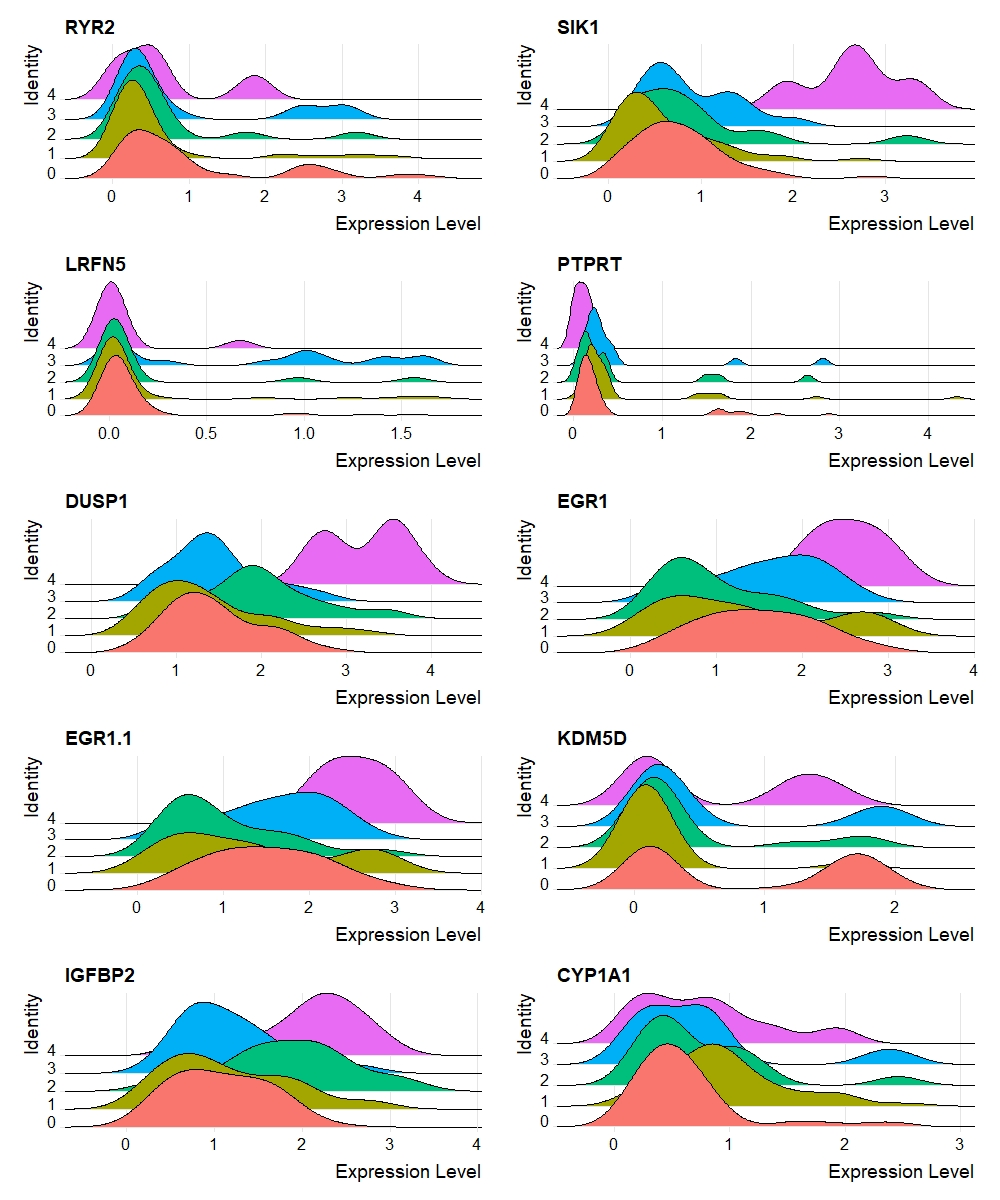 RYR2
Identity
4
3
2
1
0
0 1 2 3 4
Expression Level
SIK1
Identity
4
3
2
1
0
0 1 2 3
Expression Level
LRFN5
Identity
4
3
2
1
0
0.0 0.5 1.0 1.5
Expression Level
PTPRT
Identity
4
3
2
1
0
0 1 2 3 4
Expression Level
DUSP1
Identity
4
3
2
1
0
0 1 2 3 4
Expression Level
EGR1
Identity
4
3
2
1
0
0 1 2 3 4
Expression Level
EGR1.1
Identity
4
3
2
1
0
0 1 2 3 4
Expression Level
KDM5D
Identity
4
3
2
1
0
0 1 2
Expression Level
IGFBP2
Identity
4
3
2
1
0
0 1 2 3 4
Expression Level
CYP1A1
Identity
4
3
2
1
0
0 1 2 3
Expression Level